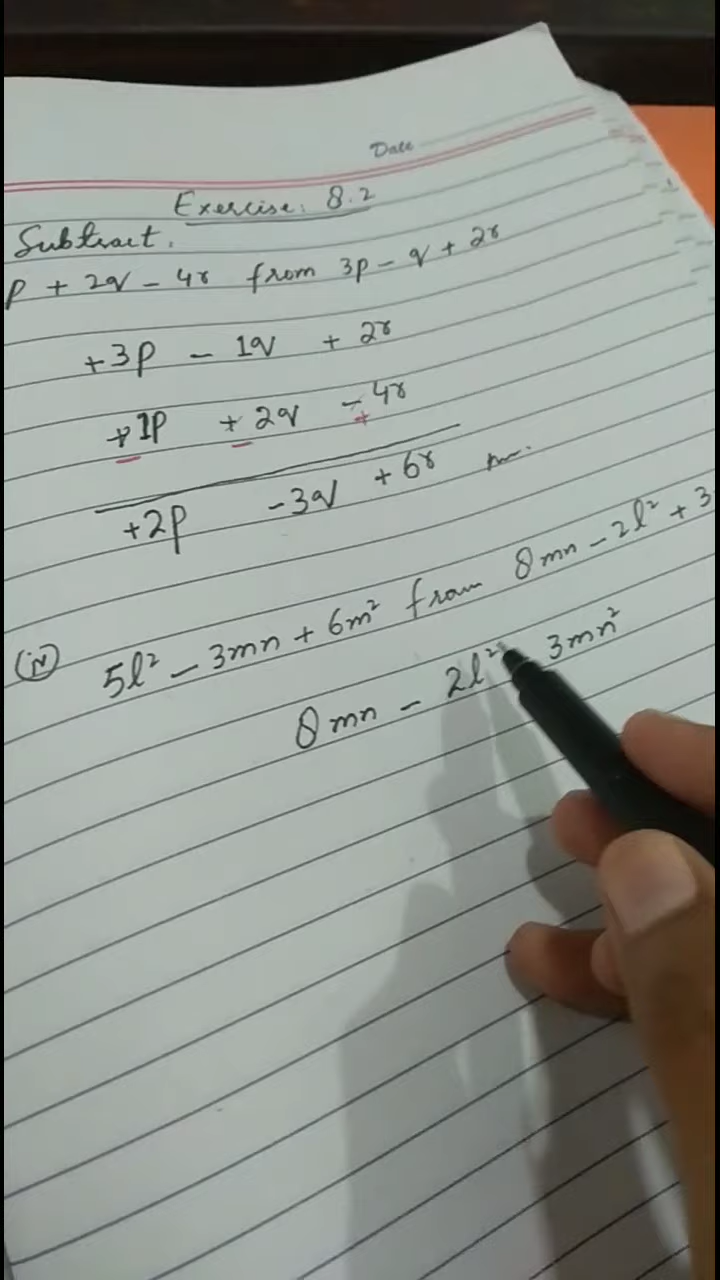 Date
Exercise: 8.2
Subtract.
p + 2q - 4r from 3p - q + 2r
+3p - 1q + 2r
+1p + 2q - 4r
- - +
+2p - 3q + 6r
(iv) 5l² - 3mn + 6m² from 8mn - 2l² + 3
8mn - 2l² 3mn²